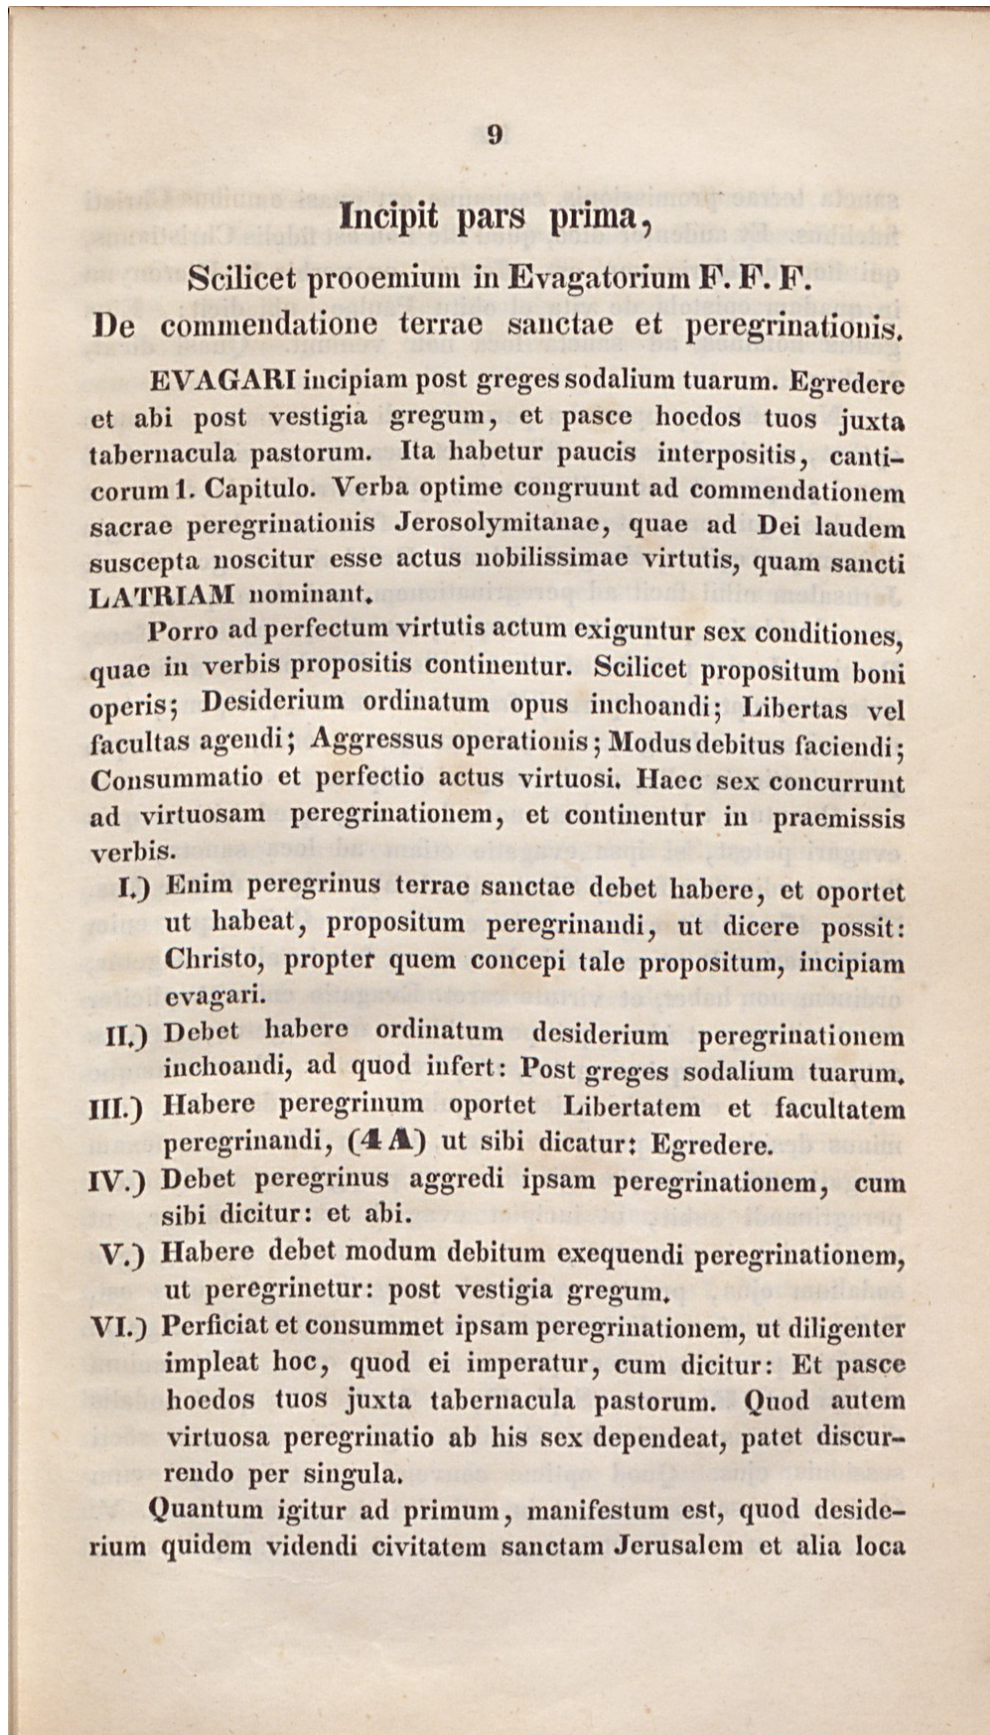 9
Incipit pars prima,
Scilicet prooemium in Evagatorium F. F. F.
De commendatione terrae sanctae et peregrinationis.
EVAGARI incipiam post greges sodalium tuarum. Egredere
et abi post vestigia gregum, et pasce hoedos tuos juxta
tabernacula pastorum. Ita habetur paucis interpositis, canti-
corum 1. Capitulo. Verba optime congruunt ad commendationem
sacrae peregrinationis Jerosolymitanae, quae ad Dei laudem
suscepta noscitur esse actus nobilissimae virtutis, quam sancti
LATRIAM nominant.
Porro ad perfectum virtutis actum exiguntur sex conditiones,
quae in verbis propositis continentur. Scilicet propositum boni
operis; Desiderium ordinatum opus inchoandi; Libertas vel
facultas agendi; Aggressus operationis; Modus debitus faciendi;
Consummatio et perfectio actus virtuosi. Haec sex concurrunt
ad virtuosam peregrinationem, et continentur in praemissis
verbis.
I.) Enim peregrinus terrae sanctae debet habere, et oportet
ut habeat, propositum peregrinandi, ut dicere possit:
Christo, propter quem concepi tale propositum, incipiam
evagari.
II.) Debet habere ordinatum desiderium peregrinationem
inchoandi, ad quod infert: Post greges sodalium tuarum.
III.) Habere peregrinum oportet Libertatem et facultatem
peregrinandi, (4 A) ut sibi dicatur: Egredere.
IV.) Debet peregrinus aggredi ipsam peregrinationem, cum
sibi dicitur: et abi.
V.) Habere debet modum debitum exequendi peregrinationem,
ut peregrinetur: post vestigia gregum.
VI.) Perficiat et consummet ipsam peregrinationem, ut diligenter
impleat hoc, quod ei imperatur, cum dicitur: Et pasce
hoedos tuos juxta tabernacula pastorum. Quod autem
virtuosa peregrinatio ab his sex dependeat, patet discur-
rendo per singula.
Quantum igitur ad primum, manifestum est, quod deside-
rium quidem videndi civitatem sanctam Jerusalem et alia loca